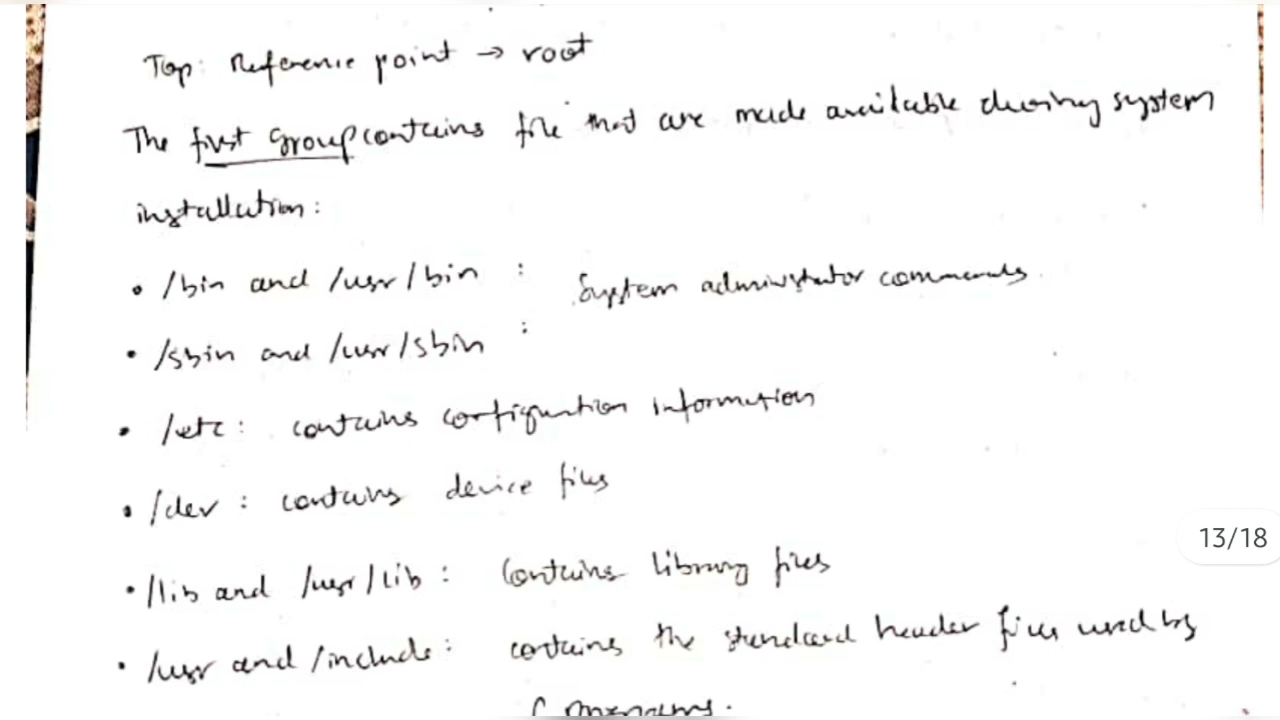 Top: Reference point → root
The first group contains file that are made available during system
installation:
• /bin and /usr/bin : System adminstrator commands
• /sbin and /usr/sbin :
• /etc: contains configuration information
• /dev : contains device files
• /lib and /usr/lib : Contains library files
• /usr and /include : contains the standard header files used by
C programs.
13/18